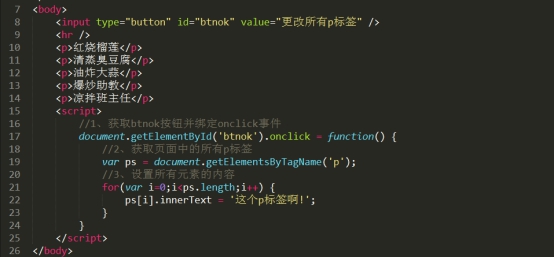 7 <body>
8 <input type="button" id="btnok" value="更改所有p标签" />
9 <hr />
10 <p>红烧榴莲</p>
11 <p>清蒸臭豆腐</p>
12 <p>油炸大蒜</p>
13 <p>爆炒助教</p>
14 <p>凉拌班主任</p>
15 <script>
16 //1、获取btnok按钮并绑定onclick事件
17 document.getElementById('btnok').onclick = function() {
18 //2、获取页面中的所有p标签
19 var ps = document.getElementsByTagName('p');
20 //3、设置所有元素的内容
21 for(var i=0;i<ps.length;i++) {
22 ps[i].innerText = '这个p标签啊!';
23 }
24 }
25 </script>
26 </body>